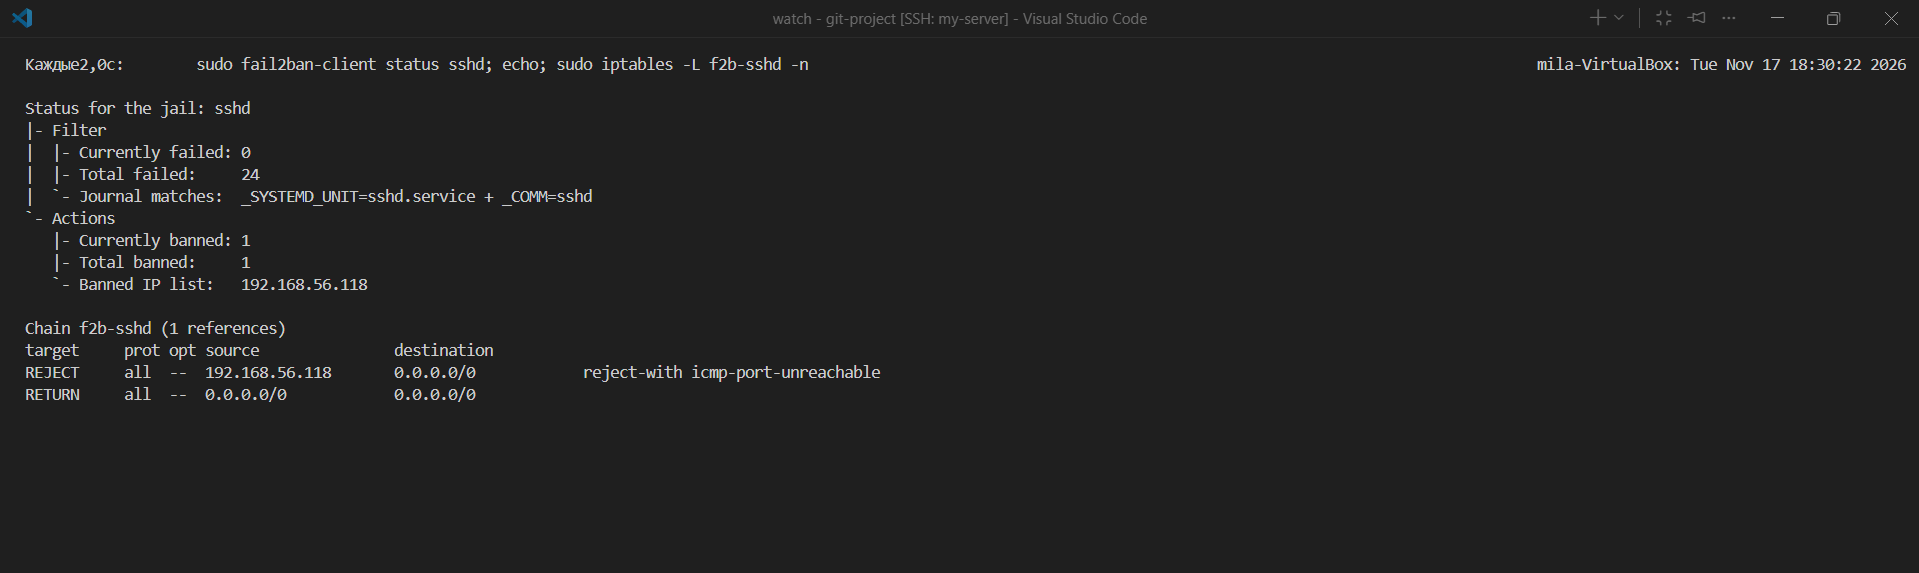 watch - git-project [SSH: my-server] - Visual Studio Code
Каждые2,0с:        sudo fail2ban-client status sshd; echo; sudo iptables -L f2b-sshd -n        mila-VirtualBox: Tue Nov 17 18:30:22 2026
Status for the jail: sshd
|- Filter
|  |- Currently failed: 0
|  |- Total failed:     24
|  `- Journal matches:  _SYSTEMD_UNIT=sshd.service + _COMM=sshd
`- Actions
   |- Currently banned: 1
   |- Total banned:     1
   `- Banned IP list:   192.168.56.118
Chain f2b-sshd (1 references)
target     prot opt source               destination
REJECT     all  --  192.168.56.118       0.0.0.0/0            reject-with icmp-port-unreachable
RETURN     all  --  0.0.0.0/0            0.0.0.0/0